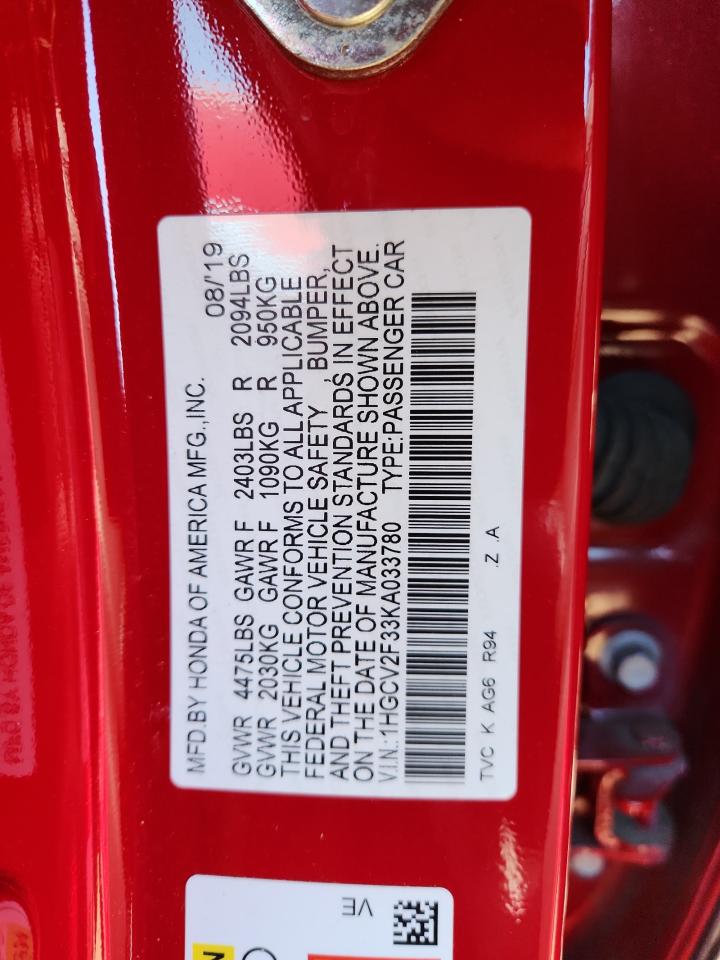 MFD.BY HONDA OF AMERICA MFG.,INC. 08/'19
GVWR 4475LBS GAWR F 2403LBS R 2094LBS
GVWR 2030KG GAWR F 1090KG R 950KG
THIS VEHICLE CONFORMS TO ALL APPLICABLE
FEDERAL MOTOR VEHICLE SAFETY , BUMPER,
AND THEFT PREVENTION STANDARDS IN EFFECT
ON THE DATE OF MANUFACTURE SHOWN ABOVE.
V.I.N.:1HGCV2F33KA033780 TYPE:PASSENGER CAR
TVC K AG6 R94 .Z .A
VE